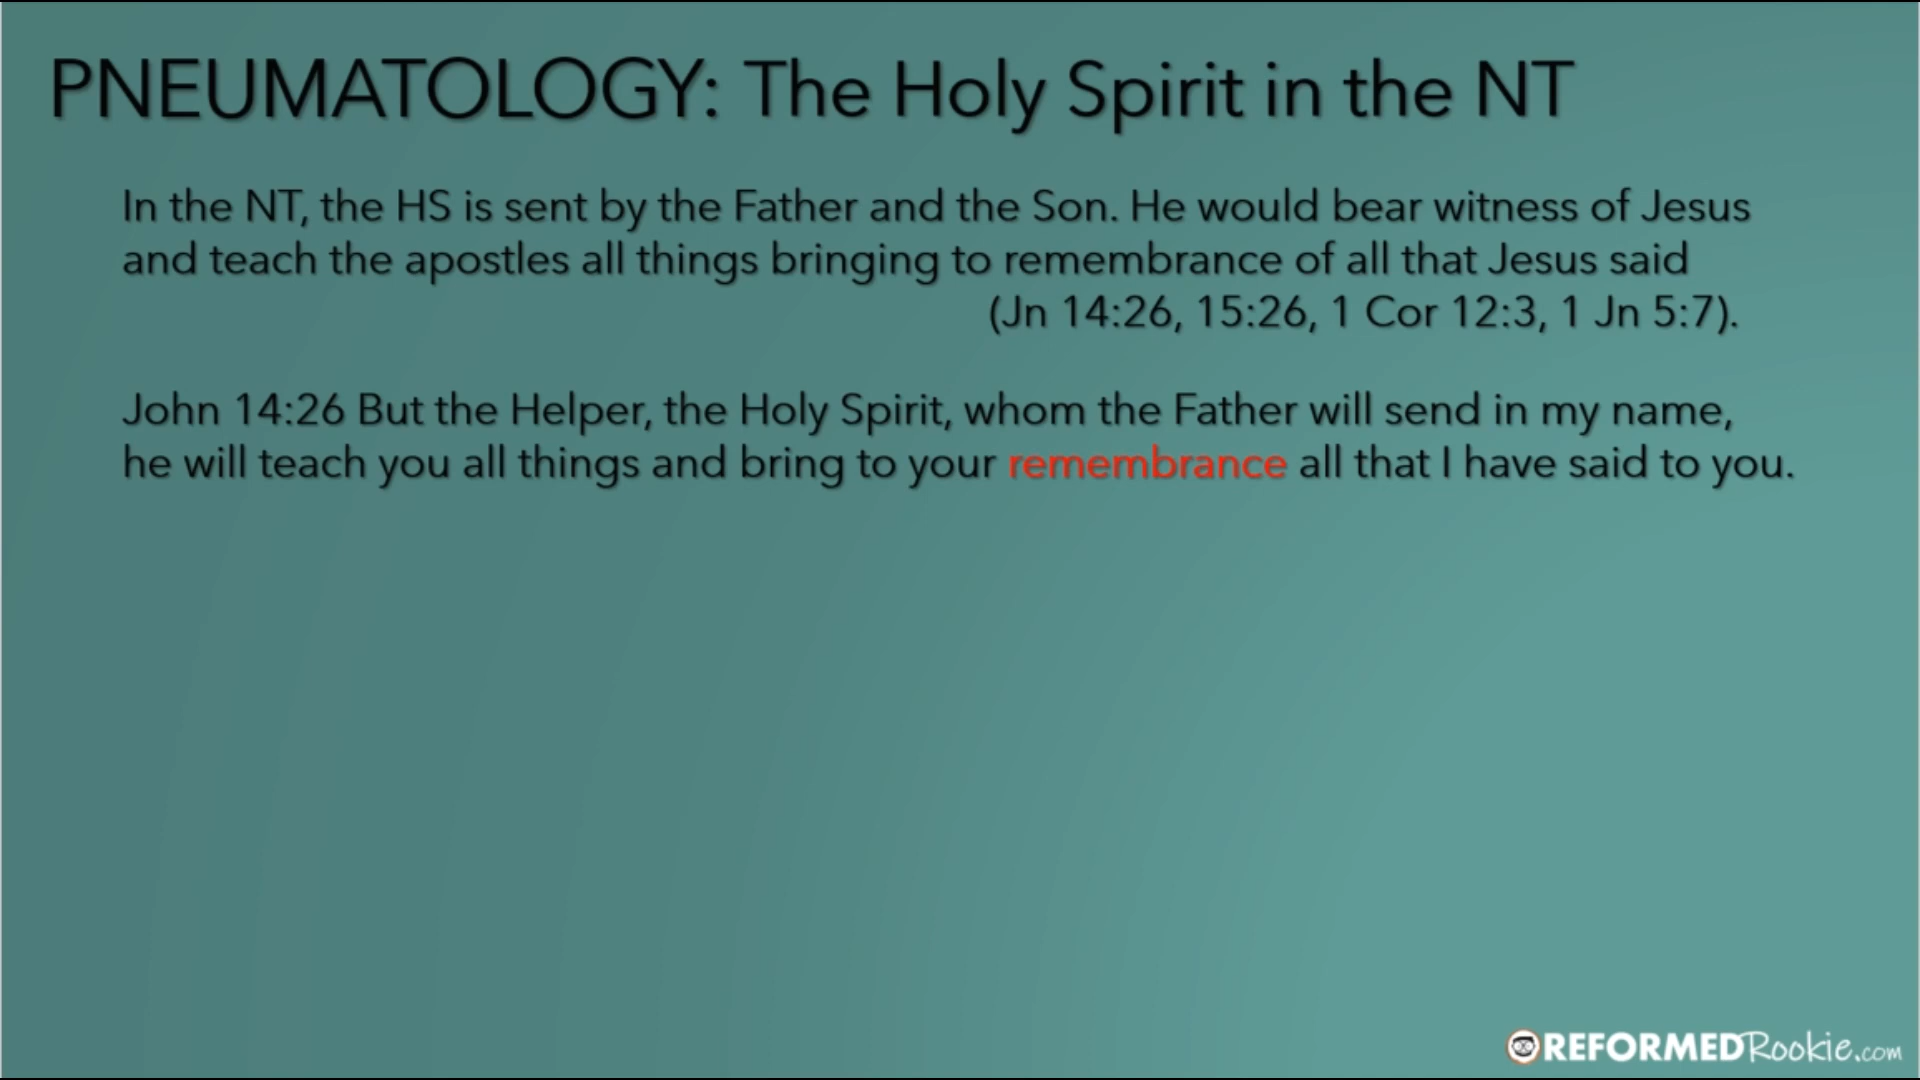 PNEUMATOLOGY: The Holy Spirit in the NT
In the NT, the HS is sent by the Father and the Son. He would bear witness of Jesus
and teach the apostles all things bringing to remembrance of all that Jesus said
(Jn 14:26, 15:26, 1 Cor 12:3, 1 Jn 5:7).
John 14:26 But the Helper, the Holy Spirit, whom the Father will send in my name,
he will teach you all things and bring to your remembrance all that I have said to you.
REFORMEDRookie.com